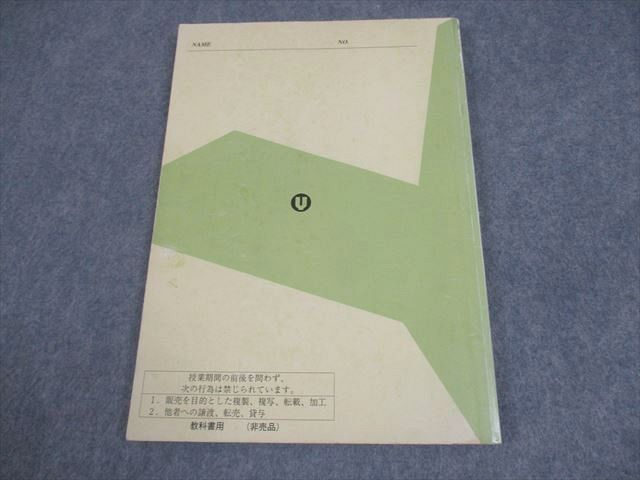 NAME NO.
U
授業期間の前後を問わず、
次の行為は禁じられています。
1. 販売を目的とした複製、複写、転載、加工
2. 他者への譲渡、転売、貸与
教科書用 (非売品)